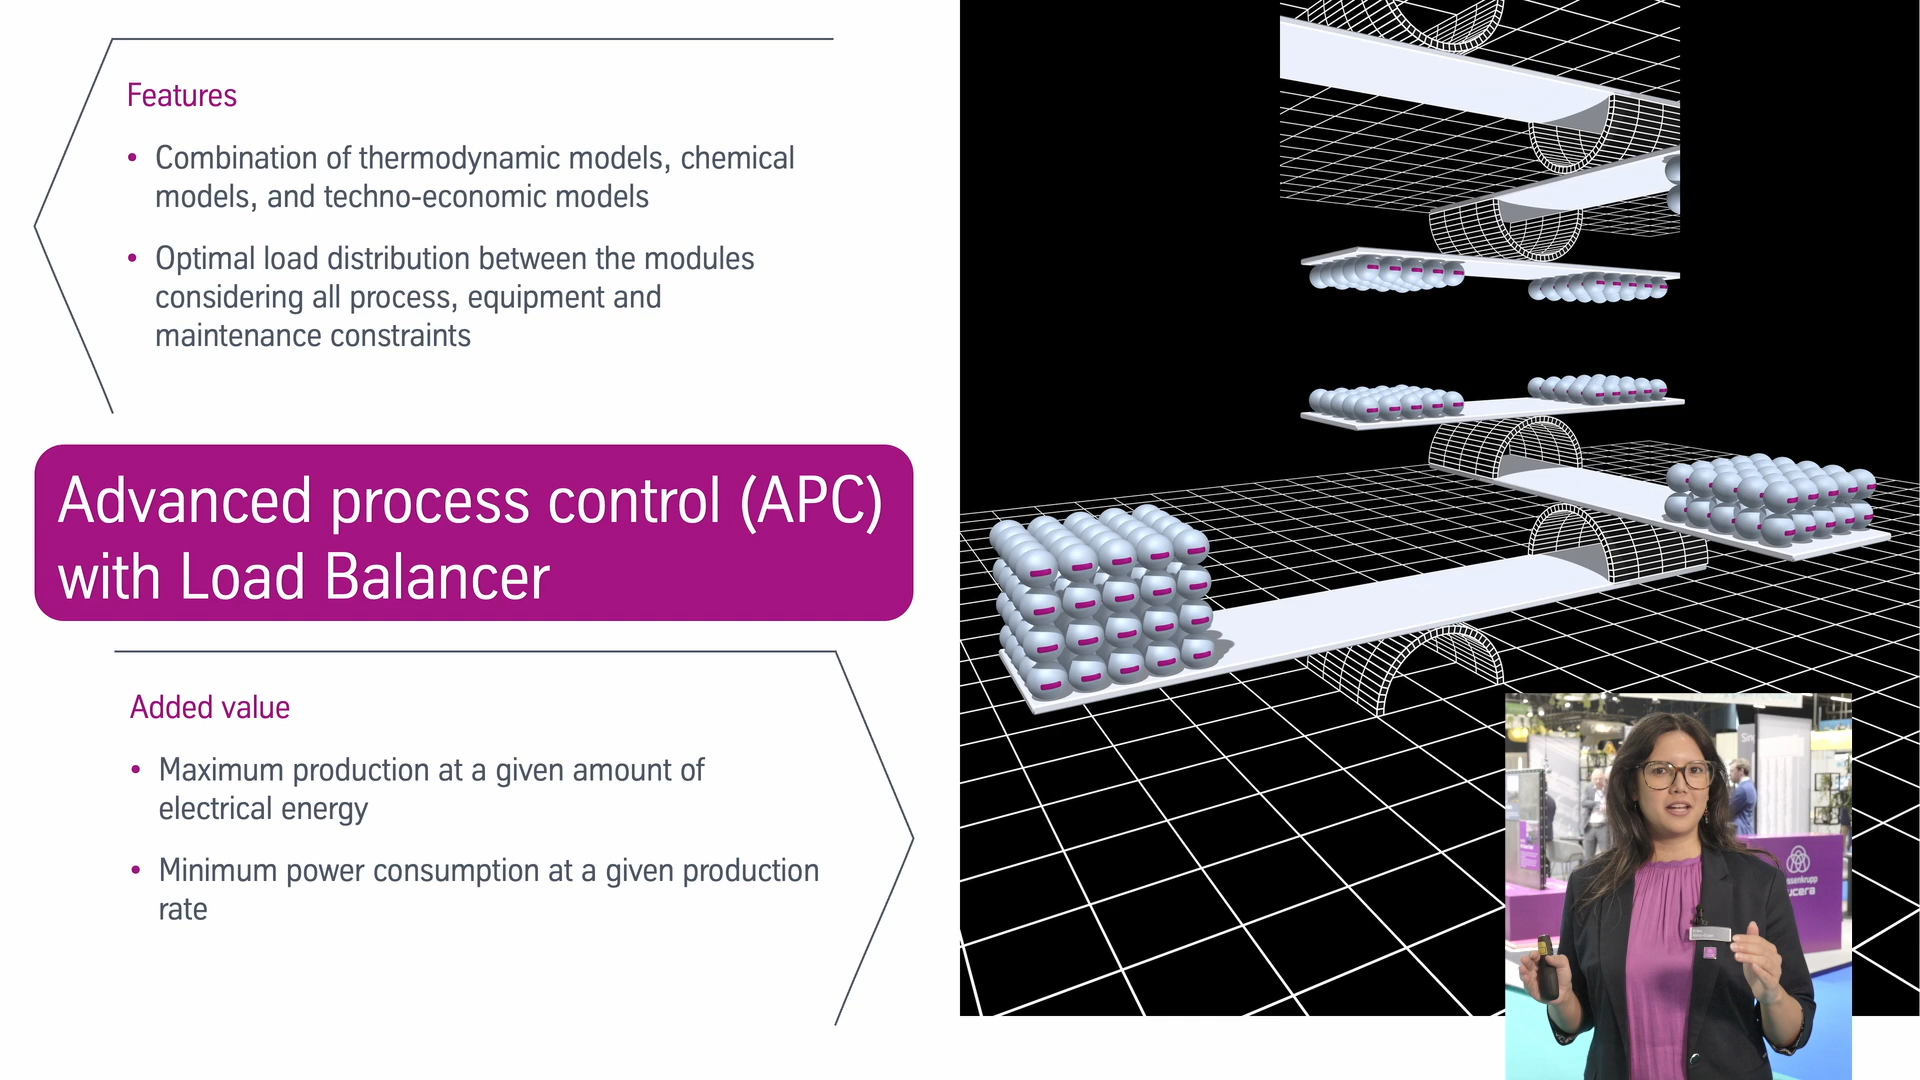 Features
• Combination of thermodynamic models, chemical
models, and techno-economic models
• Optimal load distribution between the modules
considering all process, equipment and
maintenance constraints
Advanced process control (APC)
with Load Balancer
Added value
• Maximum production at a given amount of
electrical energy
• Minimum power consumption at a given production
rate
ssenkrupp
ucera